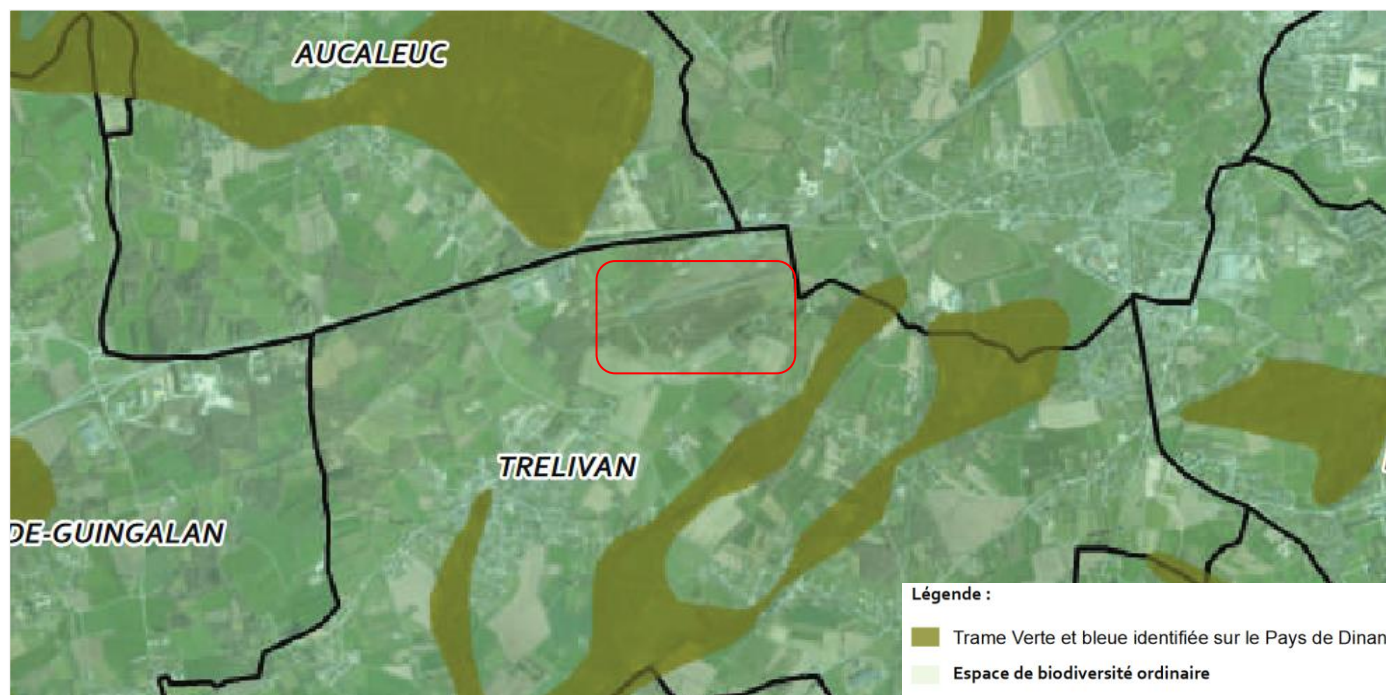 AUCALEUC
TRELIVAN
DE-GUINGALAN
Légende :
Trame Verte et bleue identifiée sur le Pays de Dinan
Espace de biodiversité ordinaire